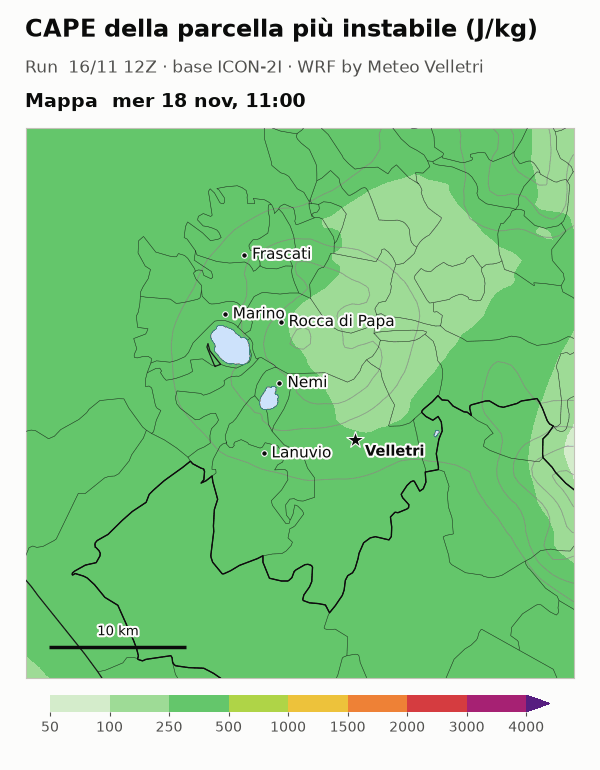 CAPE della parcella più instabile (J/kg)
Run  16/11 12Z · base ICON-2I · WRF by Meteo Velletri
Mappa  mer 18 nov, 11:00
Frascati
Marino
Rocca di Papa
Nemi
Velletri
Lanuvio
10 km
50 100 250 500 1000 1500 2000 3000 4000